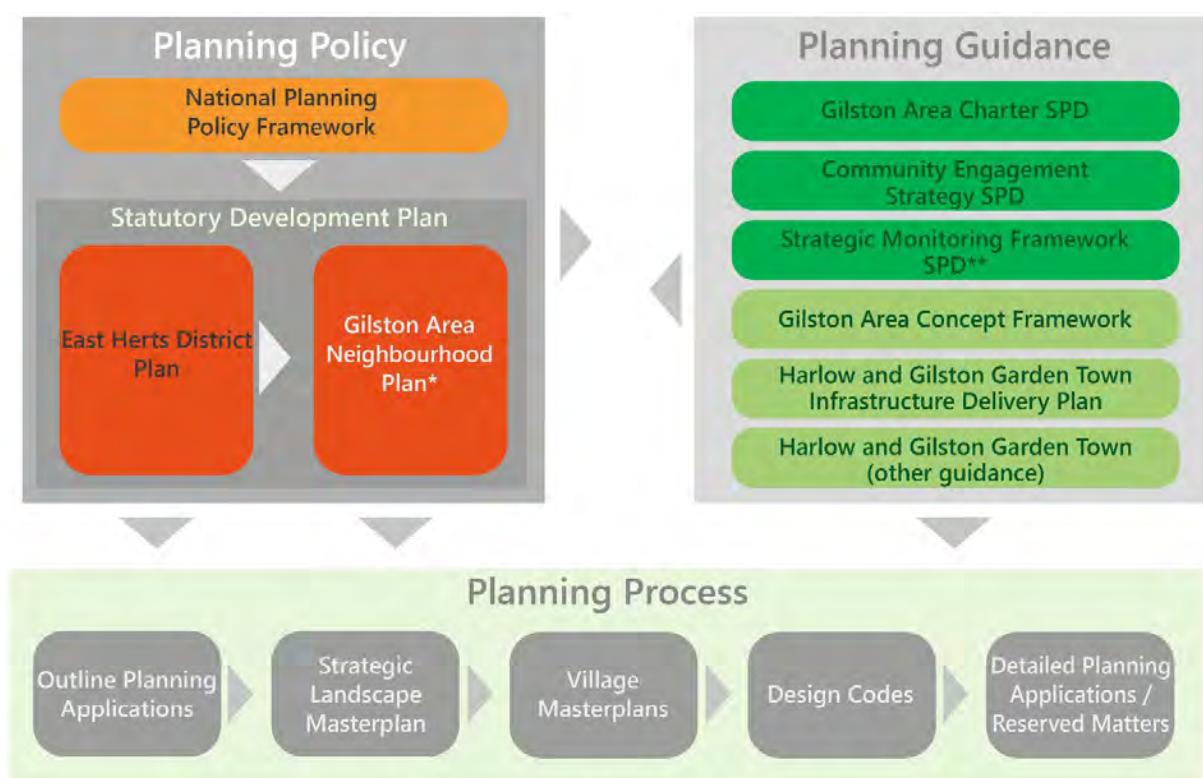 Planning Policy
National Planning
Policy Framework
Statutory Development Plan
East Herts District
Plan
Gilston Area
Neighbourhood
Plan*
Planning Guidance
Gilston Area Charter SPD
Community Engagement
Strategy SPD
Strategic Monitoring Framework
SPD**
Gilston Area Concept Framework
Harlow and Gilston Garden Town
Infrastructure Delivery Plan
Harlow and Gilston Garden Town
(other guidance)
Planning Process
Outline Planning
Applications
Strategic
Landscape
Masterplan
Village
Masterplans
Design Codes
Detailed Planning
Applications /
Reserved Matters